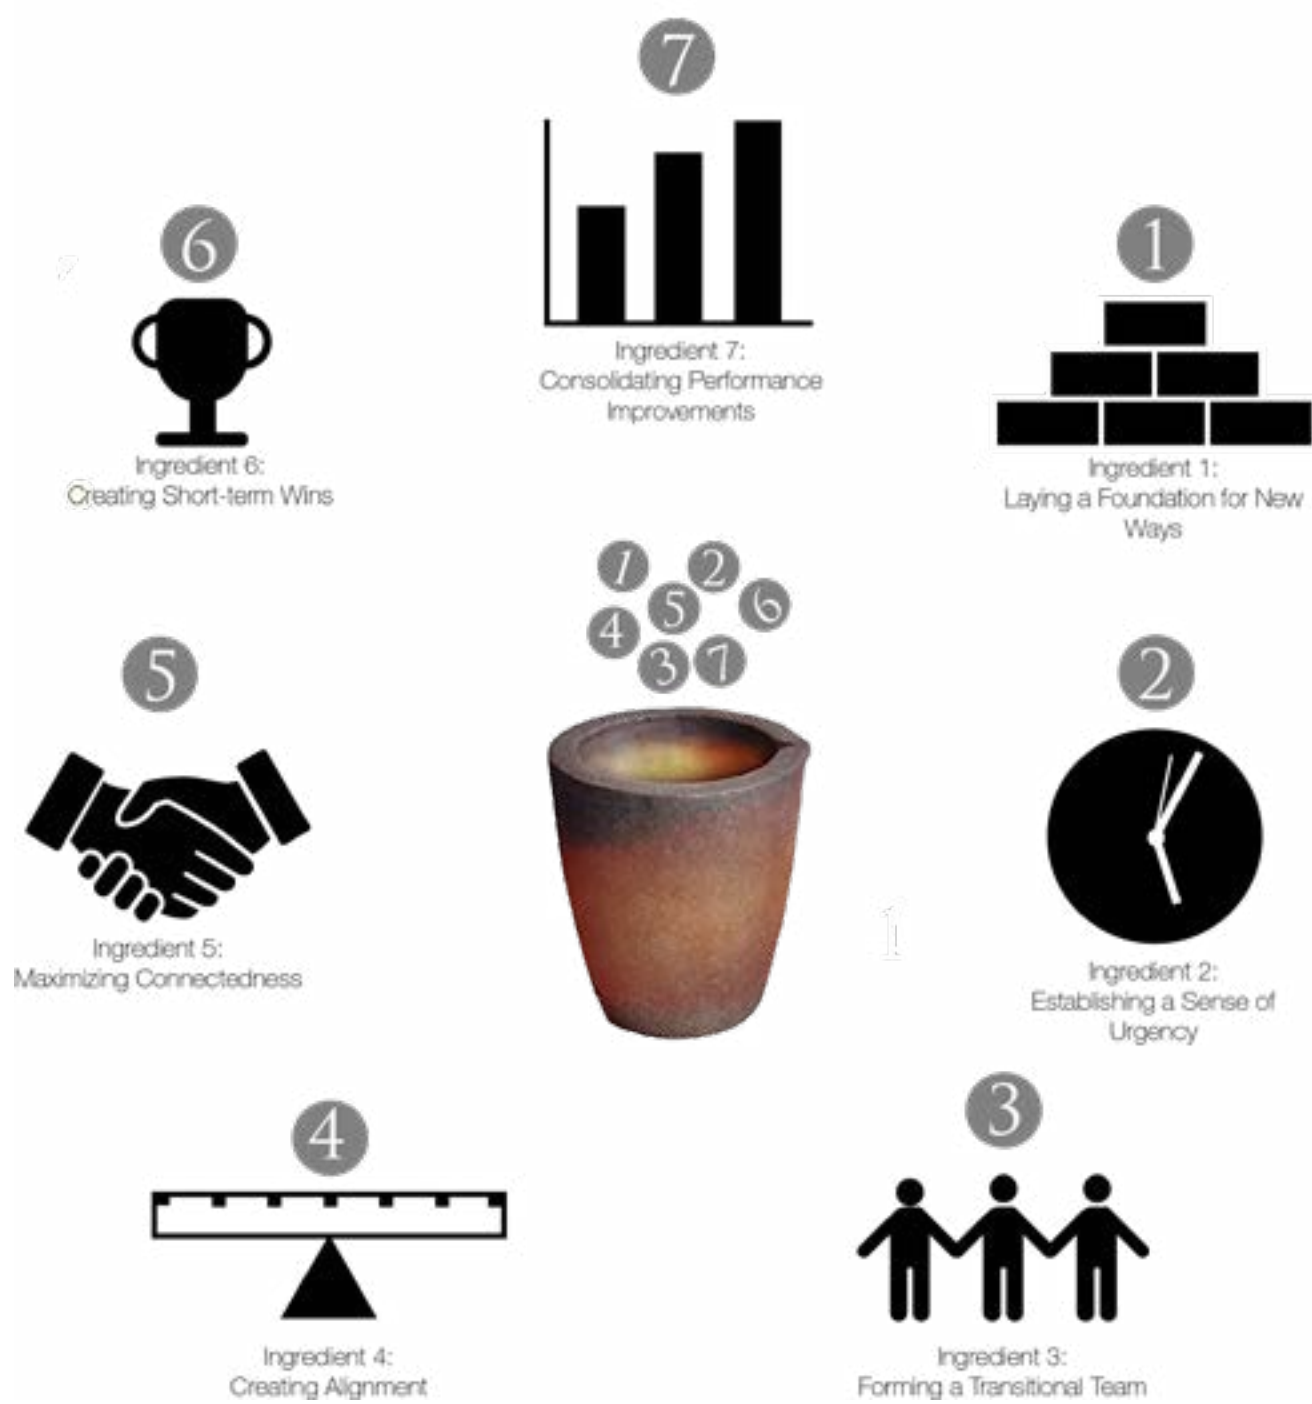 7
Ingredient 7:
Consolidating Performance
Improvements
6
Ingredient 6:
Creating Short-term Wins
1
Ingredient 1:
Laying a Foundation for New
Ways
1
2
5
6
4
3
7
5
Ingredient 5:
Maximizing Connectedness
2
Ingredient 2:
Establishing a Sense of
Urgency
1
4
Ingredient 4:
Creating Alignment
3
Ingredient 3:
Forming a Transitional Team